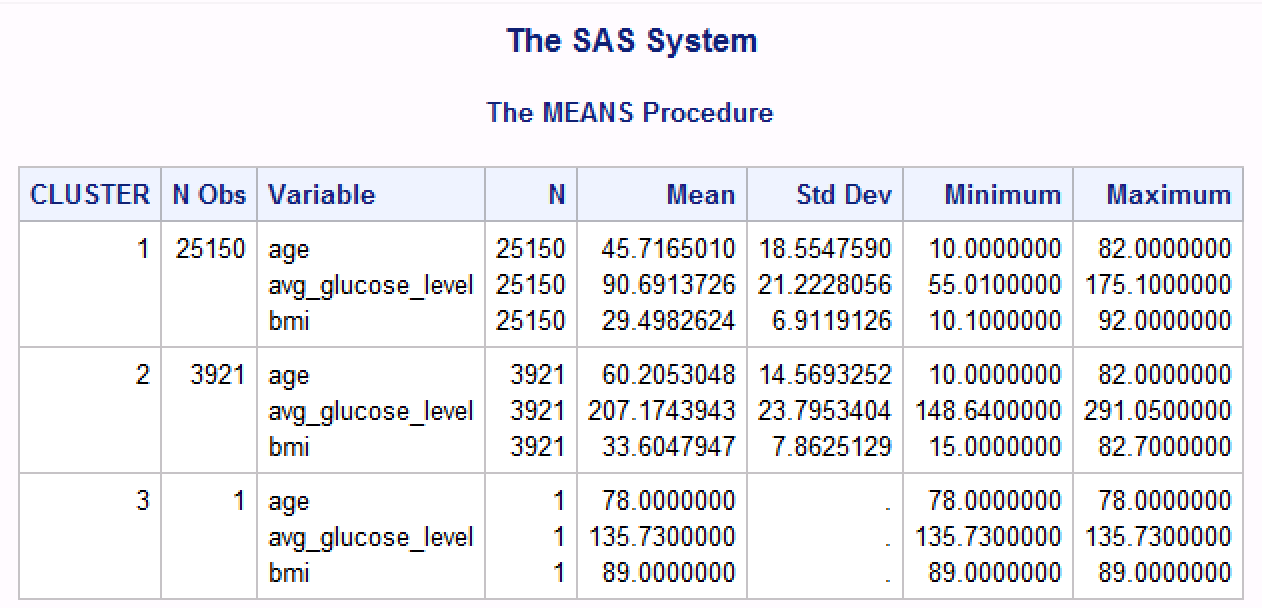 The SAS System
The MEANS Procedure
CLUSTER N Obs Variable N Mean Std Dev Minimum Maximum
1 25150 age 25150 45.7165010 18.5547590 10.0000000 82.0000000
avg_glucose_level 25150 90.6913726 21.2228056 55.0100000 175.1000000
bmi 25150 29.4982624 6.9119126 10.1000000 92.0000000
2 3921 age 3921 60.2053048 14.5693252 10.0000000 82.0000000
avg_glucose_level 3921 207.1743943 23.7953404 148.6400000 291.0500000
bmi 3921 33.6047947 7.8625129 15.0000000 82.7000000
3 1 age 1 78.0000000 . 78.0000000 78.0000000
avg_glucose_level 1 135.7300000 . 135.7300000 135.7300000
bmi 1 89.0000000 . 89.0000000 89.0000000